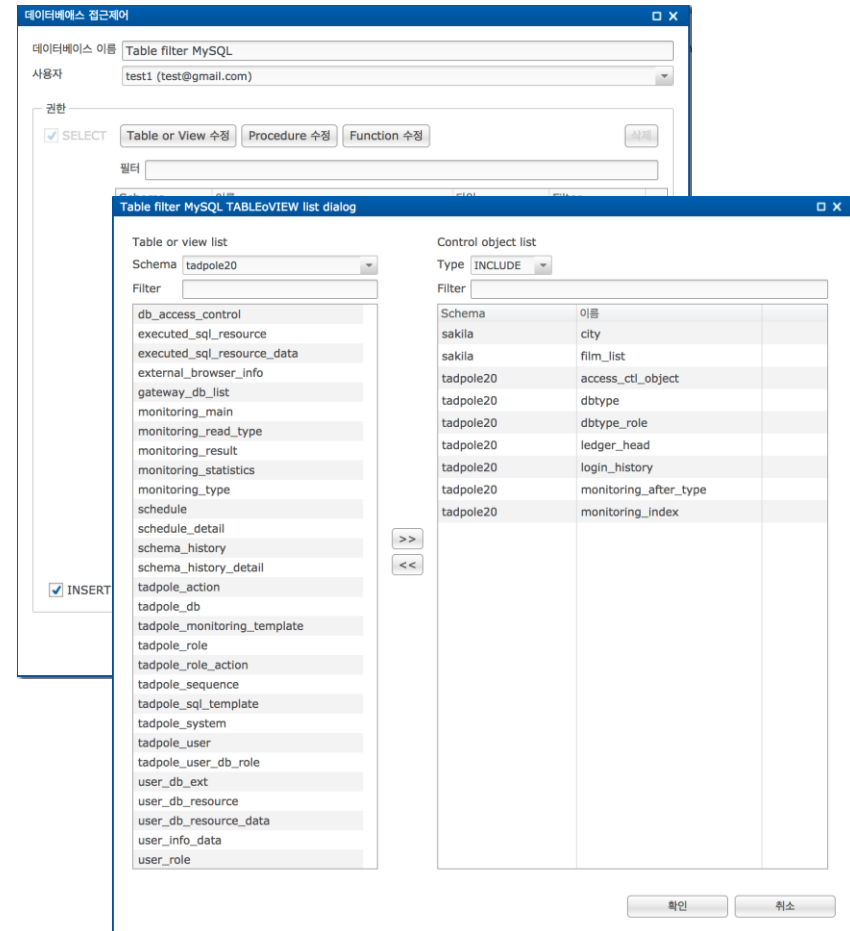 데이터베애스 접근제어
데이터베이스 이름 Table filter MySQL
사용자 test1 (test@gmail.com)
권한
SELECT Table or View 수정 Procedure 수정 Function 수정 삭제
필터
INSERT
Table filter MySQL TABLEoVIEW list dialog
Table or view list
Schema tadpole20
Filter
db_access_control
executed_sql_resource
executed_sql_resource_data
external_browser_info
gateway_db_list
monitoring_main
monitoring_read_type
monitoring_result
monitoring_statistics
monitoring_type
schedule
schedule_detail
schema_history
schema_history_detail
tadpole_action
tadpole_db
tadpole_monitoring_template
tadpole_role
tadpole_role_action
tadpole_sequence
tadpole_sql_template
tadpole_system
tadpole_user
tadpole_user_db_role
user_db_ext
user_db_resource
user_db_resource_data
user_info_data
user_role
>>
<<
Control object list
Type INCLUDE
Filter
Schema 이름
sakila city
sakila film_list
tadpole20 access_ctl_object
tadpole20 dbtype
tadpole20 dbtype_role
tadpole20 ledger_head
tadpole20 login_history
tadpole20 monitoring_after_type
tadpole20 monitoring_index
확인 취소